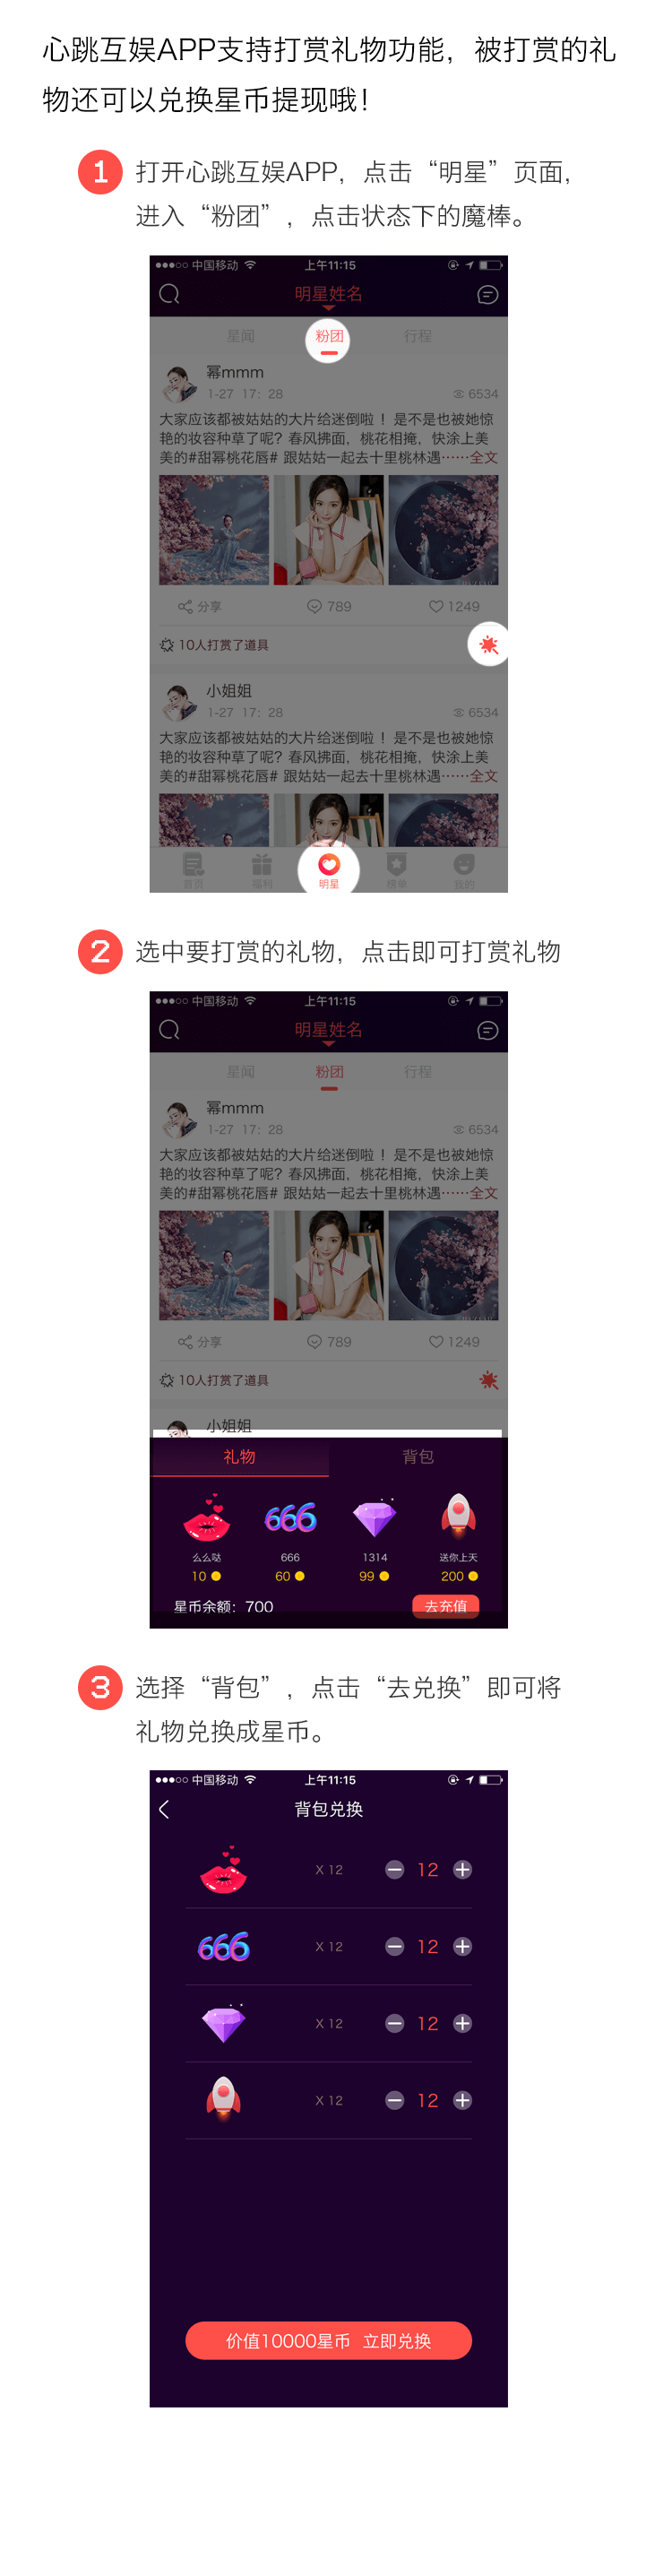 心跳互娱APP支持打赏礼物功能，被打赏的礼
物还可以兑换星币提现哦！
1 打开心跳互娱APP，点击“明星”页面，
进入“粉团”，点击状态下的魔棒。
中国移动 上午11:15
明星姓名
星闻 粉团 行程
幂mmm
1-27 17：28 6534
大家应该都被姑姑的大片给迷倒啦！是不是也被她惊
艳的妆容种草了呢？春风拂面，桃花相掩，快涂上美
美的#甜幂桃花唇# 跟姑姑一起去十里桃林遇……全文
分享 789 1249
10人打赏了道具
小姐姐
1-27 17：28 6534
大家应该都被姑姑的大片给迷倒啦！是不是也被她惊
艳的妆容种草了呢？春风拂面，桃花相掩，快涂上美
美的#甜幂桃花唇# 跟姑姑一起去十里桃林遇……全文
首页 福利 明星 榜单 我的
2 选中要打赏的礼物，点击即可打赏礼物
中国移动 上午11:15
明星姓名
星闻 粉团 行程
幂mmm
1-27 17：28 6534
大家应该都被姑姑的大片给迷倒啦！是不是也被她惊
艳的妆容种草了呢？春风拂面，桃花相掩，快涂上美
美的#甜幂桃花唇# 跟姑姑一起去十里桃林遇……全文
分享 789 1249
10人打赏了道具
小姐姐
礼物 背包
666
么么哒 666 1314 送你上天
10 60 99 200
星币余额：700 去充值
3 选择“背包”，点击“去兑换”即可将
礼物兑换成星币。
中国移动 上午11:15
背包兑换
X 12 12
666 X 12 12
X 12 12
X 12 12
价值10000星币 立即兑换